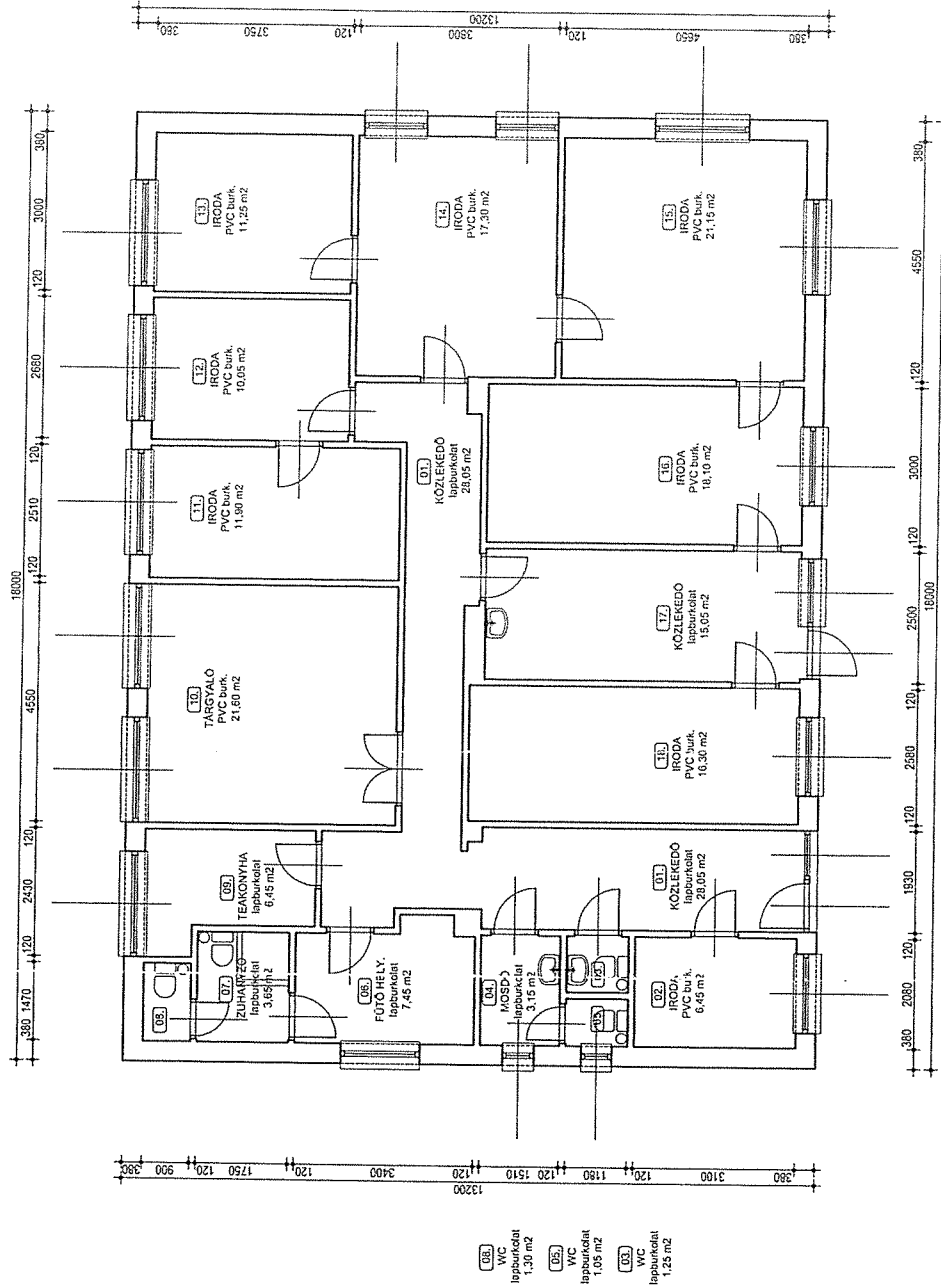 13200
380
3750
120
3800
120
4650
380
18000
380 1470
120
2430
120
4550
120
2510
120
2680
120
3000
380
13.
IRODA
PVC burk.
11,25 m2
12.
IRODA
PVC burk.
10,05 m2
11.
IRODA
PVC burk.
11,90 m2
10.
TÁRGYALÓ
PVC burk.
21,60 m2
09.
TEAKONYHA
lapburkolat
6,45 m2
08.
07.
ZUHANYZÓ
lapburkolat
3,65 m2
06.
FŰTŐ HELY.
lapburkolat
7,45 m2
04.
MOSDÓ
lapburkolat
3,15 m2
03.
05.
02.
IRODA
PVC burk.
6,45 m2
01.
KÖZLEKEDŐ
lapburkolat
28,05 m2
01.
KÖZLEKEDŐ
lapburkolat
28,05 m2
14.
IRODA
PVC burk.
17,30 m2
15.
IRODA
PVC burk.
21,15 m2
16.
IRODA
PVC burk.
18,10 m2
17.
KÖZLEKEDŐ
lapburkolat
15,05 m2
18.
IRODA
PVC burk.
16,30 m2
380
2080
120
1930
120
2580
120
2500
120
3000
120
4550
380
18000
380
900
120
1750
120
3400
120
1510
120
1180
120
3100
380
13200
08.
WC
lapburkolat
1,30 m2
05.
WC
lapburkolat
1,05 m2
03.
WC
lapburkolat
1,25 m2